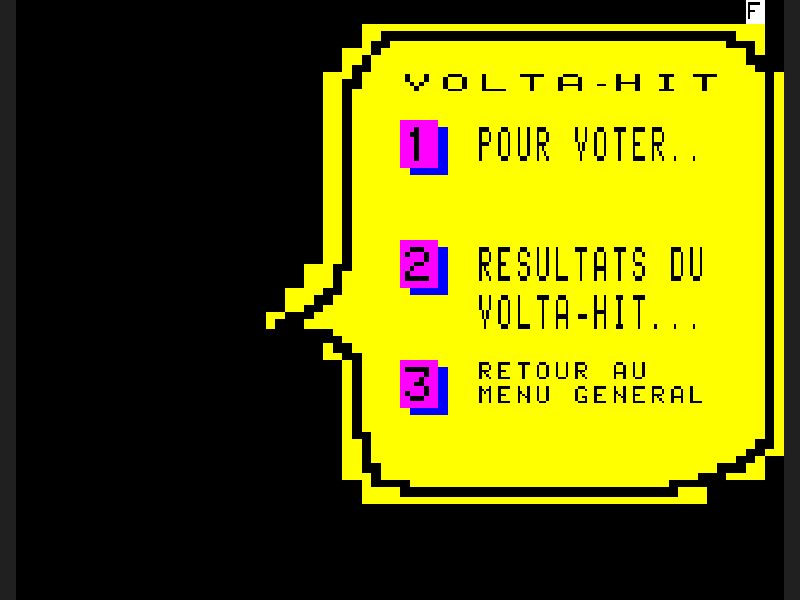 F
VOLTA-HIT
1 POUR VOTER..
2 RESULTATS DU
VOLTA-HIT...
3 RETOUR AU
MENU GENERAL